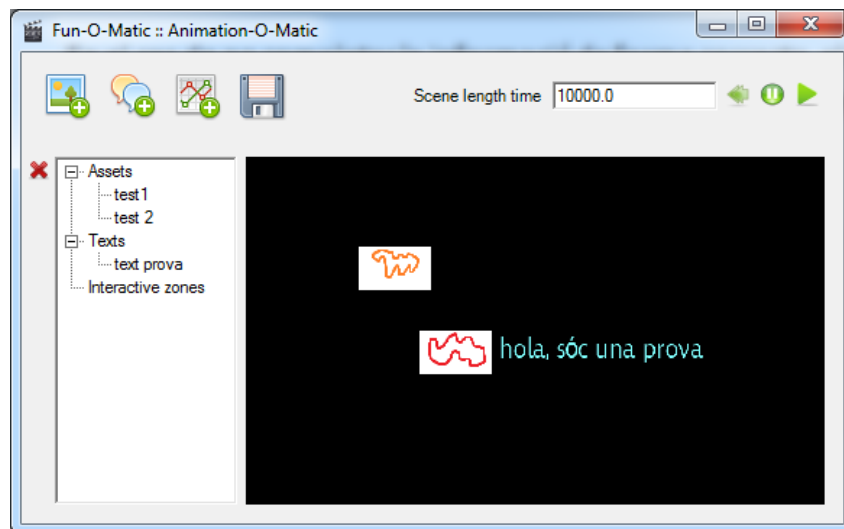 Fun-O-Matic :: Animation-O-Matic
Scene length time 10000.0
Assets
test1
test 2
Texts
text prova
Interactive zones
hola, sóc una prova